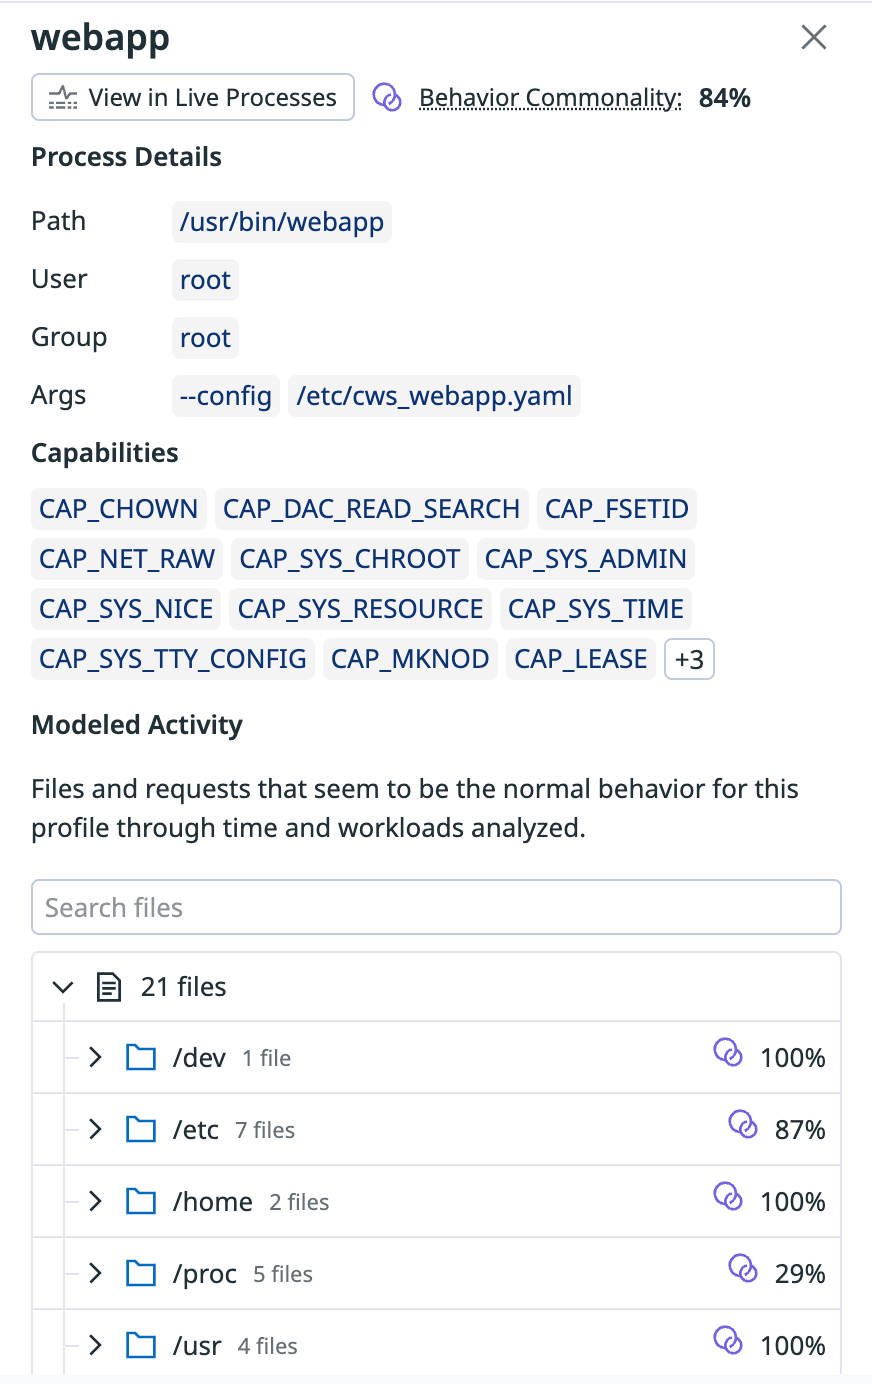 webapp
View in Live Processes Behavior Commonality: 84%
Process Details
Path /usr/bin/webapp
User root
Group root
Args --config /etc/cws_webapp.yaml
Capabilities
CAP_CHOWN CAP_DAC_READ_SEARCH CAP_FSETID
CAP_NET_RAW CAP_SYS_CHROOT CAP_SYS_ADMIN
CAP_SYS_NICE CAP_SYS_RESOURCE CAP_SYS_TIME
CAP_SYS_TTY_CONFIG CAP_MKNOD CAP_LEASE +3
Modeled Activity
Files and requests that seem to be the normal behavior for this
profile through time and workloads analyzed.
Search files
21 files
/dev 1 file 100%
/etc 7 files 87%
/home 2 files 100%
/proc 5 files 29%
/usr 4 files 100%